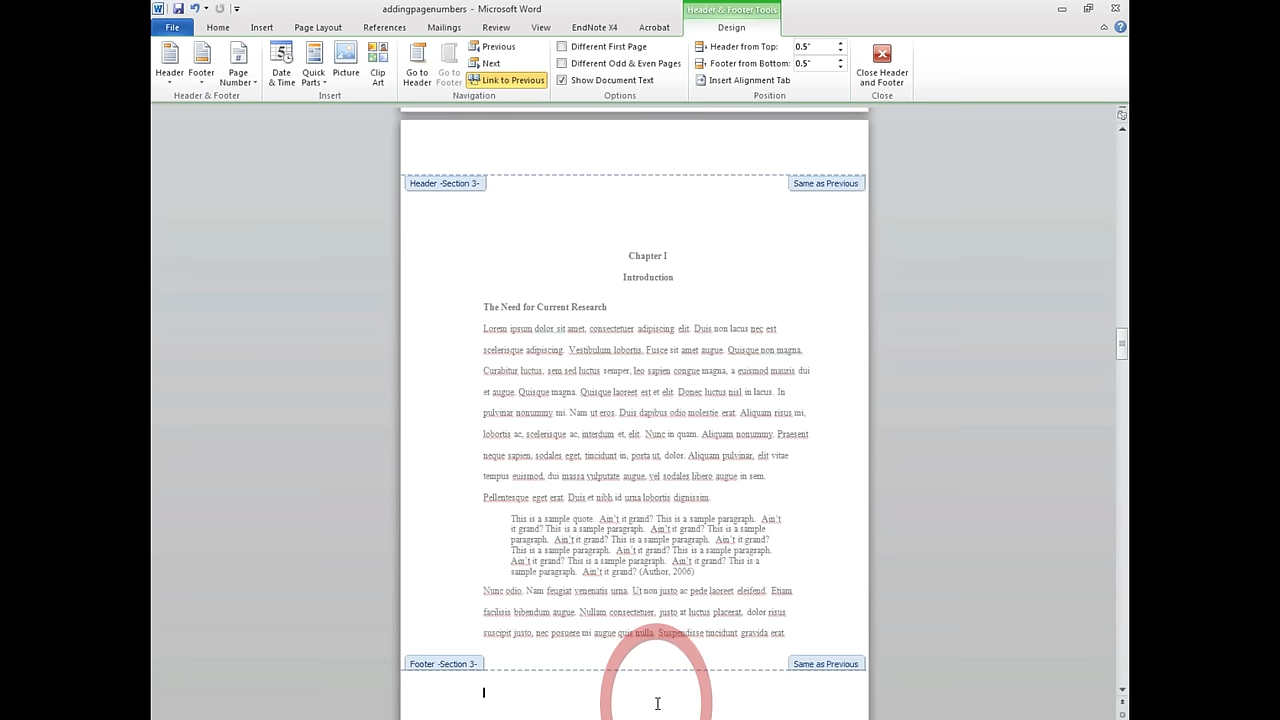 addingpagenumbers - Microsoft Word
Header & Footer Tools
File Home Insert Page Layout References Mailings Review View EndNote X4 Acrobat Design
Header Footer Page Number
Date & Time Quick Parts Picture Clip Art
Go to Header Go to Footer
Previous
Next
Link to Previous
Different First Page
Different Odd & Even Pages
Show Document Text
Header from Top: 0.5"
Footer from Bottom: 0.5"
Insert Alignment Tab
Close Header and Footer
Header & Footer Insert Navigation Options Position Close
Header -Section 3- Same as Previous
Chapter I
Introduction
The Need for Current Research
Lorem ipsum dolor sit amet, consectetuer adipiscing elit. Duis non lacus nec est
scelerisque adipiscing. Vestibulum lobortis. Fusce sit amet augue. Quisque non magna.
Curabitur luctus, sem sed luctus semper, leo sapien congue magna, a euismod mauris dui
et augue. Quisque magna. Quisque laoreet est et elit. Donec luctus nisl in lacus. In
pulvinar nonummy mi. Nam ut eros. Duis dapibus odio molestie erat. Aliquam risus mi,
lobortis ac, scelerisque ac, interdum et, elit. Nunc in quam. Aliquam nonummy. Praesent
neque sapien, sodales eget, tincidunt in, porta ut, dolor. Aliquam pulvinar, elit vitae
tempus euismod, dui massa vulputate augue, vel sodales libero augue in sem.
Pellentesque eget erat. Duis et nibh id urna lobortis dignissim.
This is a sample quote. Ain't it grand? This is a sample paragraph. Ain't
it grand? This is a sample paragraph. Ain't it grand? This is a sample
paragraph. Ain't it grand? This is a sample paragraph. Ain't it grand?
This is a sample paragraph. Ain't it grand? This is a sample paragraph.
Ain't it grand? This is a sample paragraph. Ain't it grand? This is a
sample paragraph. Ain't it grand? (Author, 2006)
Nunc odio. Nam feugiat venenatis urna. Ut non justo ac pede laoreet eleifend. Etiam
facilisis bibendum augue. Nullam consectetuer, justo at luctus placerat, dolor risus
suscipit justo, nec posuere mi augue quis nulla. Suspendisse tincidunt gravida erat.
Footer -Section 3- Same as Previous